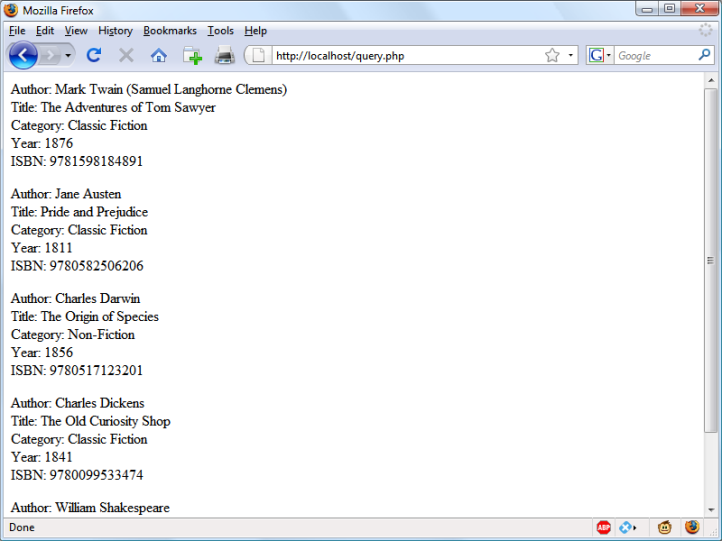 Mozilla Firefox
File Edit View History Bookmarks Tools Help
http://localhost/query.php
Google
Author: Mark Twain (Samuel Langhorne Clemens)
Title: The Adventures of Tom Sawyer
Category: Classic Fiction
Year: 1876
ISBN: 9781598184891
Author: Jane Austen
Title: Pride and Prejudice
Category: Classic Fiction
Year: 1811
ISBN: 9780582506206
Author: Charles Darwin
Title: The Origin of Species
Category: Non-Fiction
Year: 1856
ISBN: 9780517123201
Author: Charles Dickens
Title: The Old Curiosity Shop
Category: Classic Fiction
Year: 1841
ISBN: 9780099533474
Author: William Shakespeare
Done
ABP